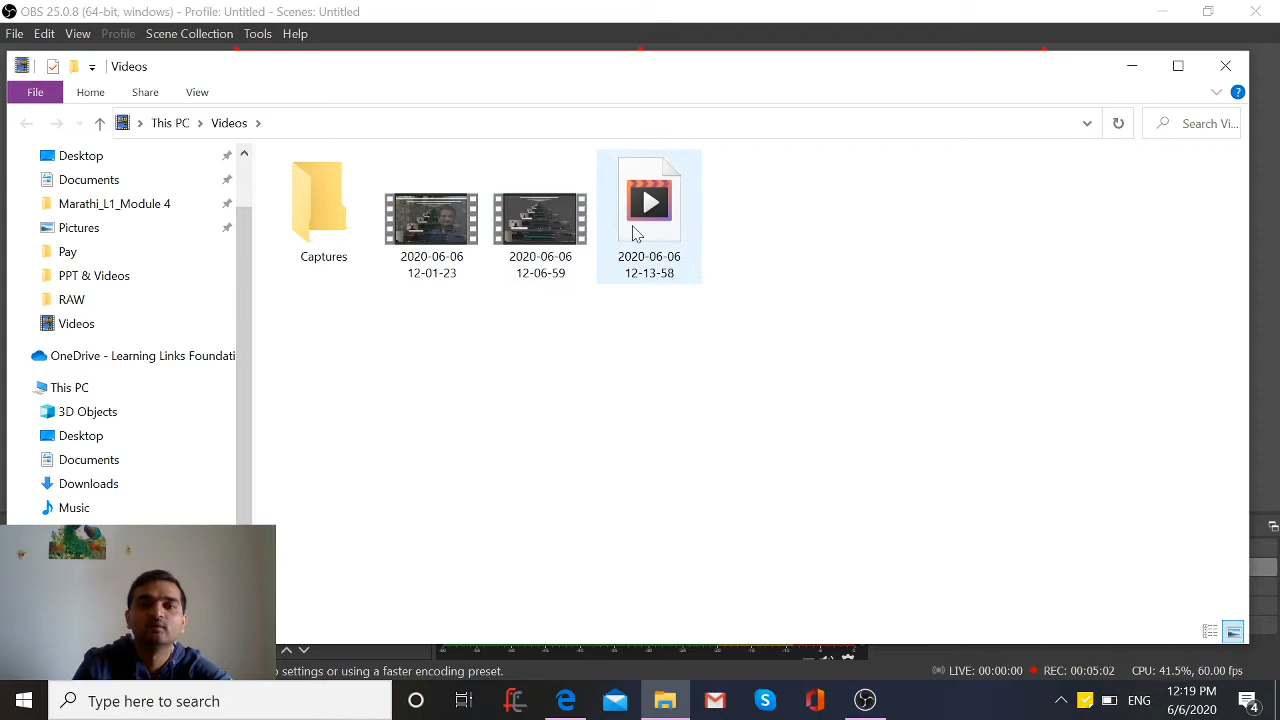 OBS 25.0.8 (64-bit, windows) - Profile: Untitled - Scenes: Untitled
File Edit View Profile Scene Collection Tools Help
Videos
File Home Share View
This PC Videos Search Vi...
Desktop
Documents
Marathi_L1_Module 4
Pictures
Pay
PPT & Videos
RAW
Videos
OneDrive - Learning Links Foundati
This PC
3D Objects
Desktop
Documents
Downloads
Music
Captures
2020-06-06
12-01-23
2020-06-06
12-06-59
2020-06-06
12-13-58
o settings or using a faster encoding preset.
LIVE: 00:00:00 REC: 00:05:02 CPU: 41.5%, 60.00 fps
Type here to search
ENG
12:19 PM
6/6/2020
4